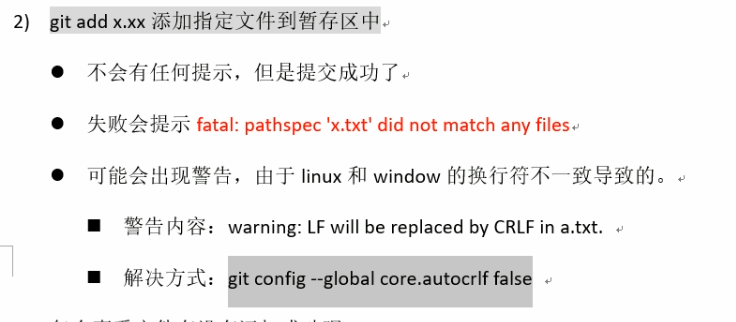 2) git add x.xx 添加指定文件到暂存区中
● 不会有任何提示，但是提交成功了
● 失败会提示 fatal: pathspec 'x.txt' did not match any files
● 可能会出现警告，由于 linux 和 window 的换行符不一致导致的。
■ 警告内容：warning: LF will be replaced by CRLF in a.txt.
■ 解决方式：git config --global core.autocrlf false